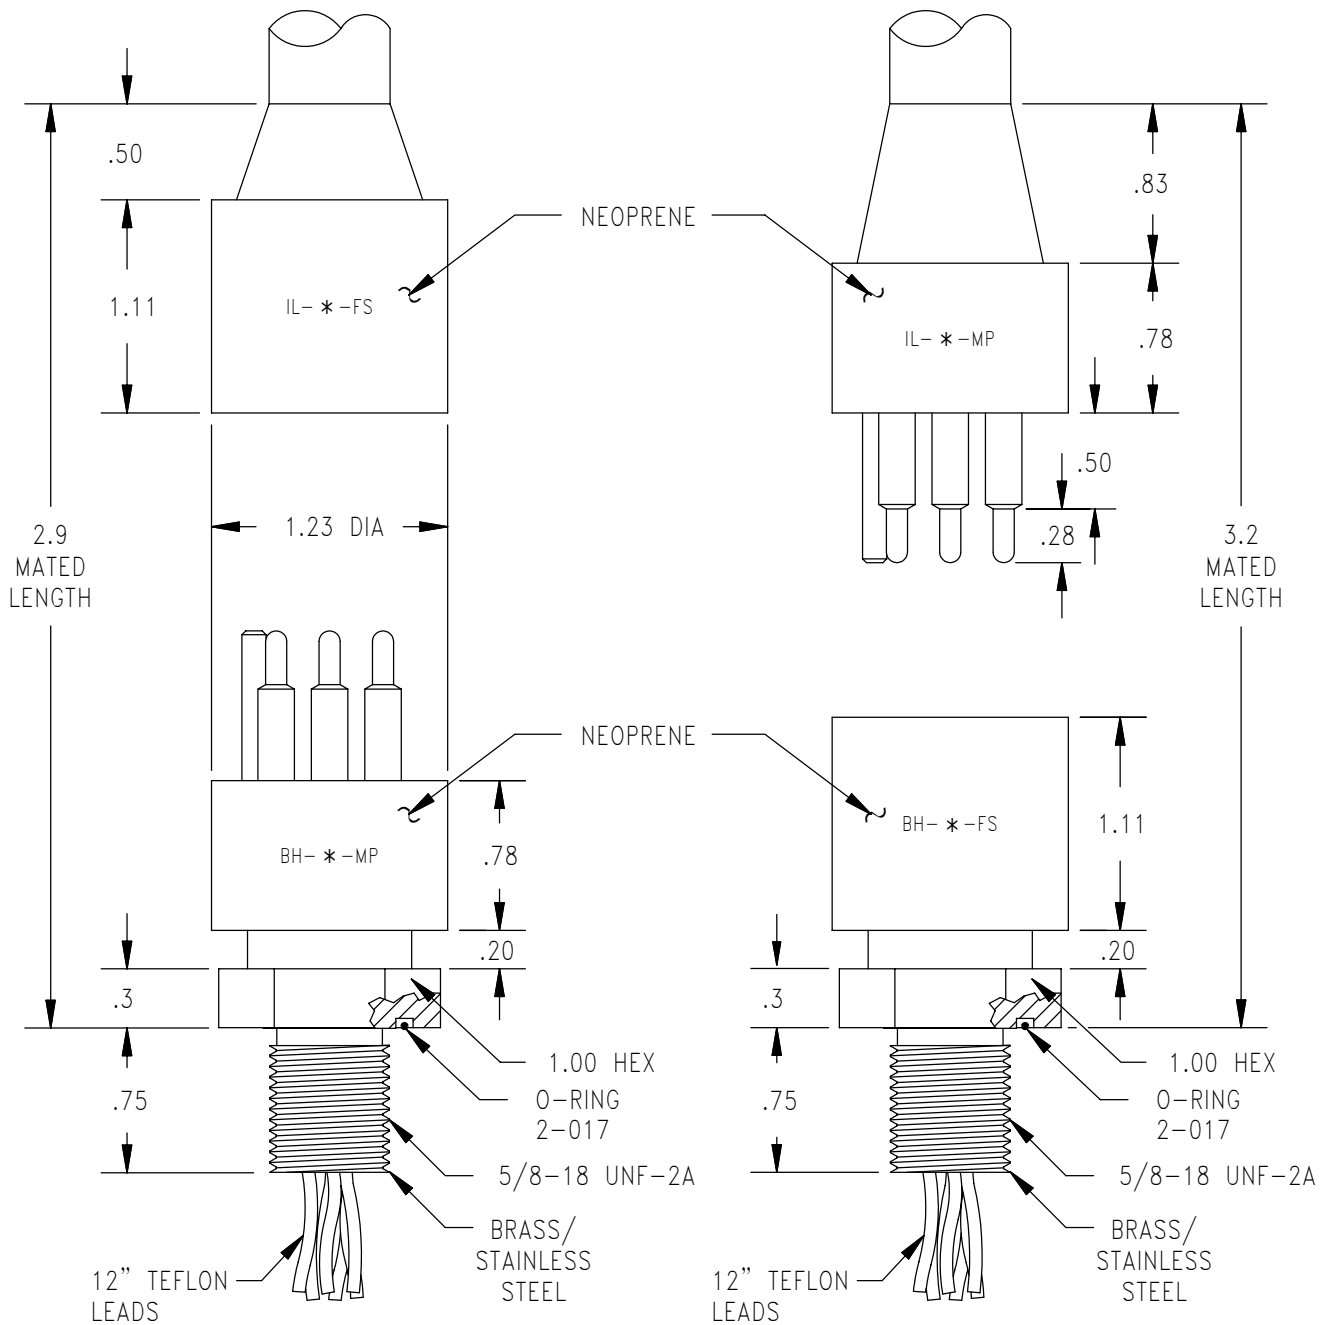 .50
.83
NEOPRENE
1.11
IL- * -FS
IL- * -MP
.78
.50
1.23 DIA
.28
2.9
MATED
LENGTH
3.2
MATED
LENGTH
NEOPRENE
BH- * -MP
.78
BH- * -FS
1.11
.20
.20
.3
.3
1.00 HEX
1.00 HEX
.75
O-RING
2-017
.75
O-RING
2-017
5/8-18 UNF-2A
5/8-18 UNF-2A
BRASS/
STAINLESS
STEEL
BRASS/
STAINLESS
STEEL
12” TEFLON
LEADS
12” TEFLON
LEADS